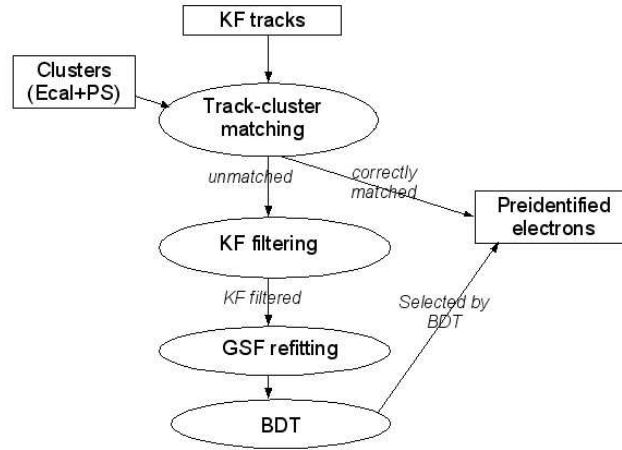 KF tracks
Clusters
(Ecal+PS)
Track-cluster
matching
unmatched
correctly
matched
Preidentified
electrons
KF filtering
KF filtered
Selected by
BDT
GSF refitting
BDT